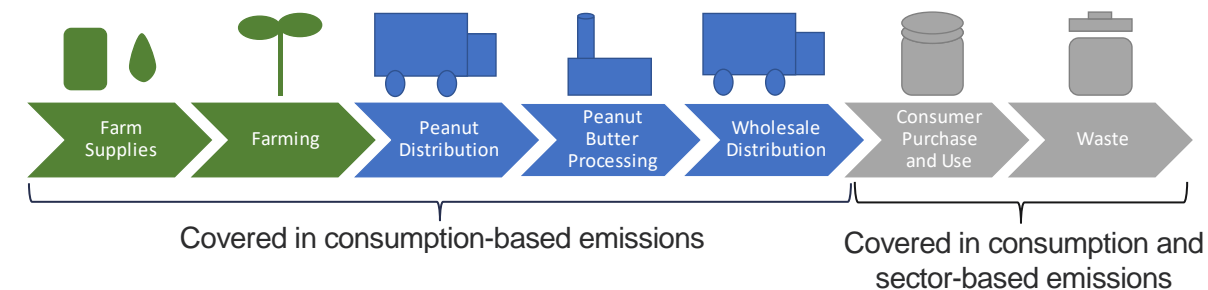 Farm
Supplies
Farming
Peanut
Distribution
Peanut
Butter
Processing
Wholesale
Distribution
Consumer
Purchase
and Use
Waste
Covered in consumption-based emissions
Covered in consumption and
sector-based emissions